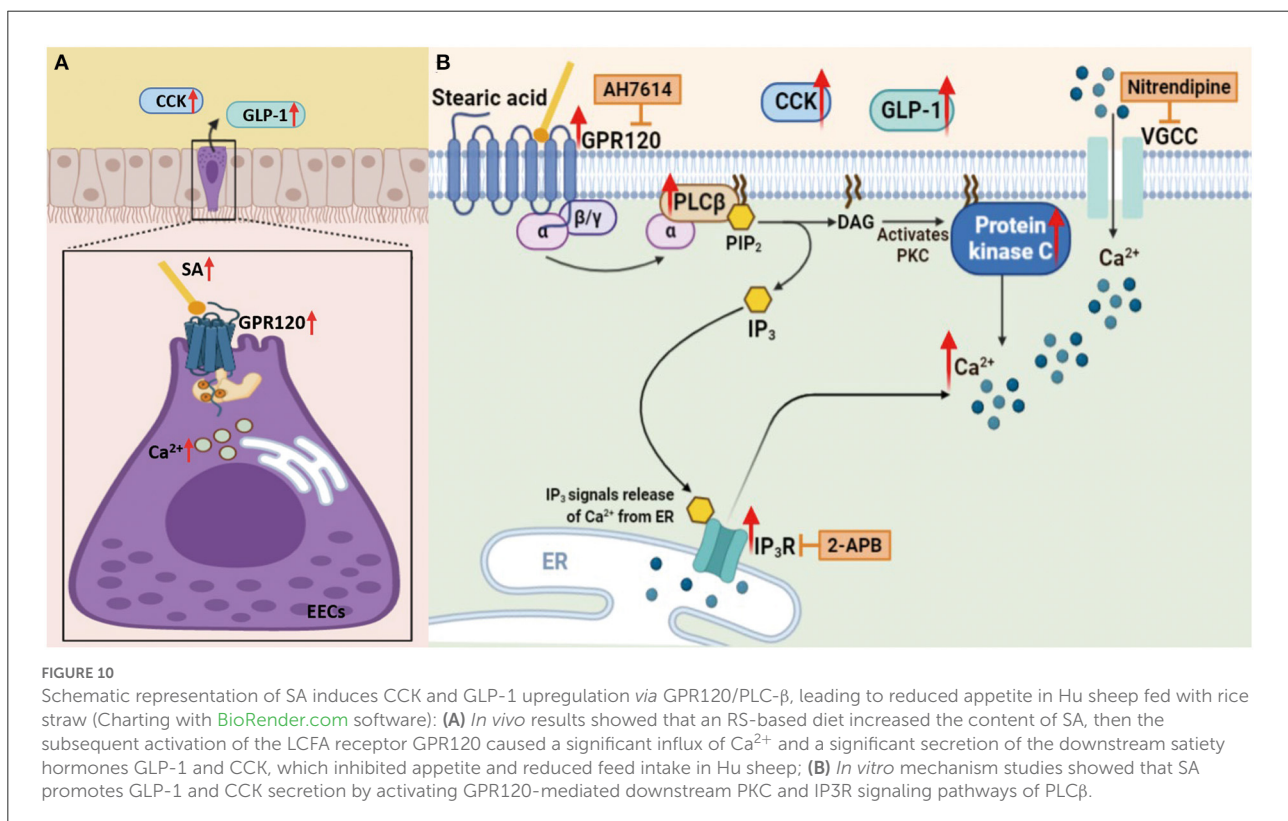 A
CCK
GLP-1
SA
GPR120
Ca²⁺
EECs
B
Stearic acid
AH7614
GPR120
CCK
GLP-1
Nitrendipine
VGCC
β/γ
α
PLCβ
α
PIP₂
DAG
Activates
PKC
Protein
kinase C
Ca²⁺
IP₃
Ca²⁺
IP₃ signals release
of Ca²⁺ from ER
IP₃R
2-APB
ER
FIGURE 10
Schematic representation of SA induces CCK and GLP-1 upregulation via GPR120/PLC-β, leading to reduced appetite in Hu sheep fed with rice
straw (Charting with BioRender.com software): (A) In vivo results showed that an RS-based diet increased the content of SA, then the
subsequent activation of the LCFA receptor GPR120 caused a significant influx of Ca²⁺ and a significant secretion of the downstream satiety
hormones GLP-1 and CCK, which inhibited appetite and reduced feed intake in Hu sheep; (B) In vitro mechanism studies showed that SA
promotes GLP-1 and CCK secretion by activating GPR120-mediated downstream PKC and IP3R signaling pathways of PLCβ.